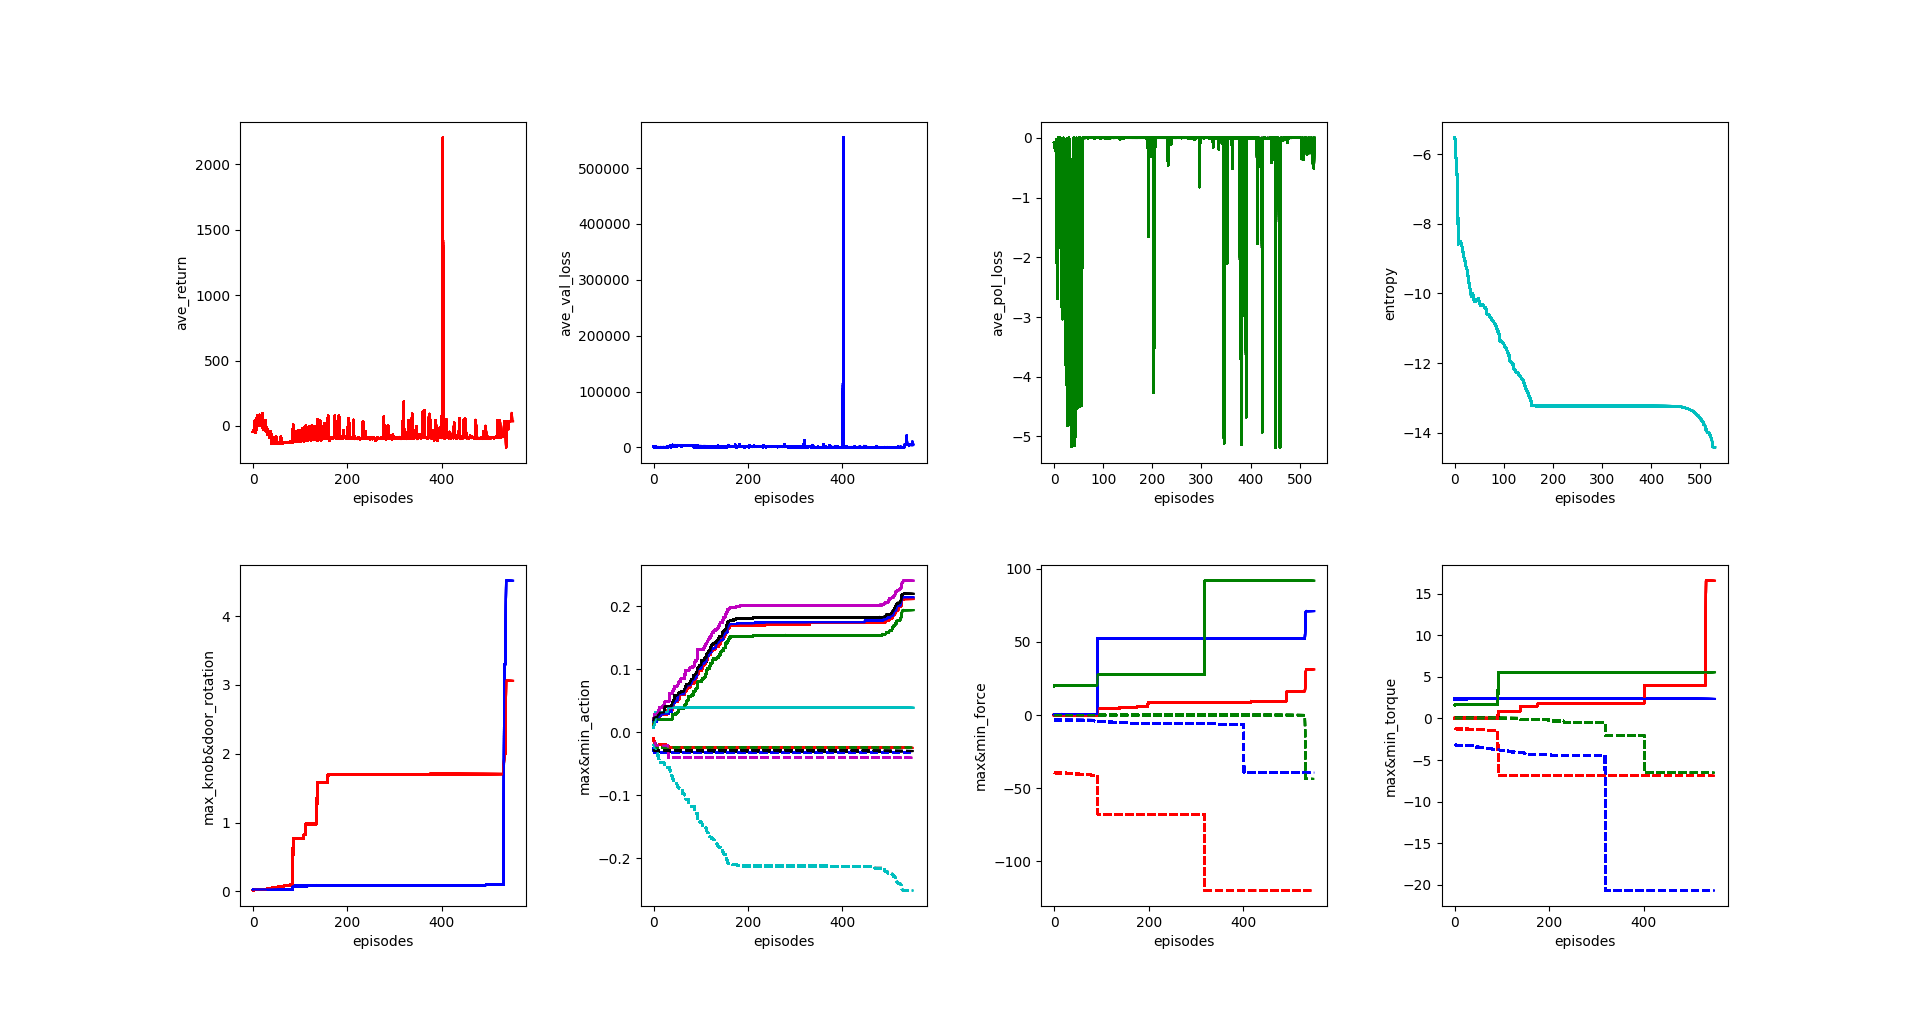 2000
1500
1000
500
0
ave_return
0 200 400
episodes
500000
400000
300000
200000
100000
0
ave_val_loss
0 200 400
episodes
0
−1
−2
−3
−4
−5
ave_pol_loss
0 100 200 300 400 500
episodes
−6
−8
−10
−12
−14
entropy
0 100 200 300 400 500
episodes
4
3
2
1
0
max_knob&door_rotation
0 200 400
episodes
0.2
0.1
0.0
−0.1
−0.2
max&min_action
0 200 400
episodes
100
50
0
−50
−100
max&min_force
0 200 400
episodes
15
10
5
0
−5
−10
−15
−20
max&min_torque
0 200 400
episodes